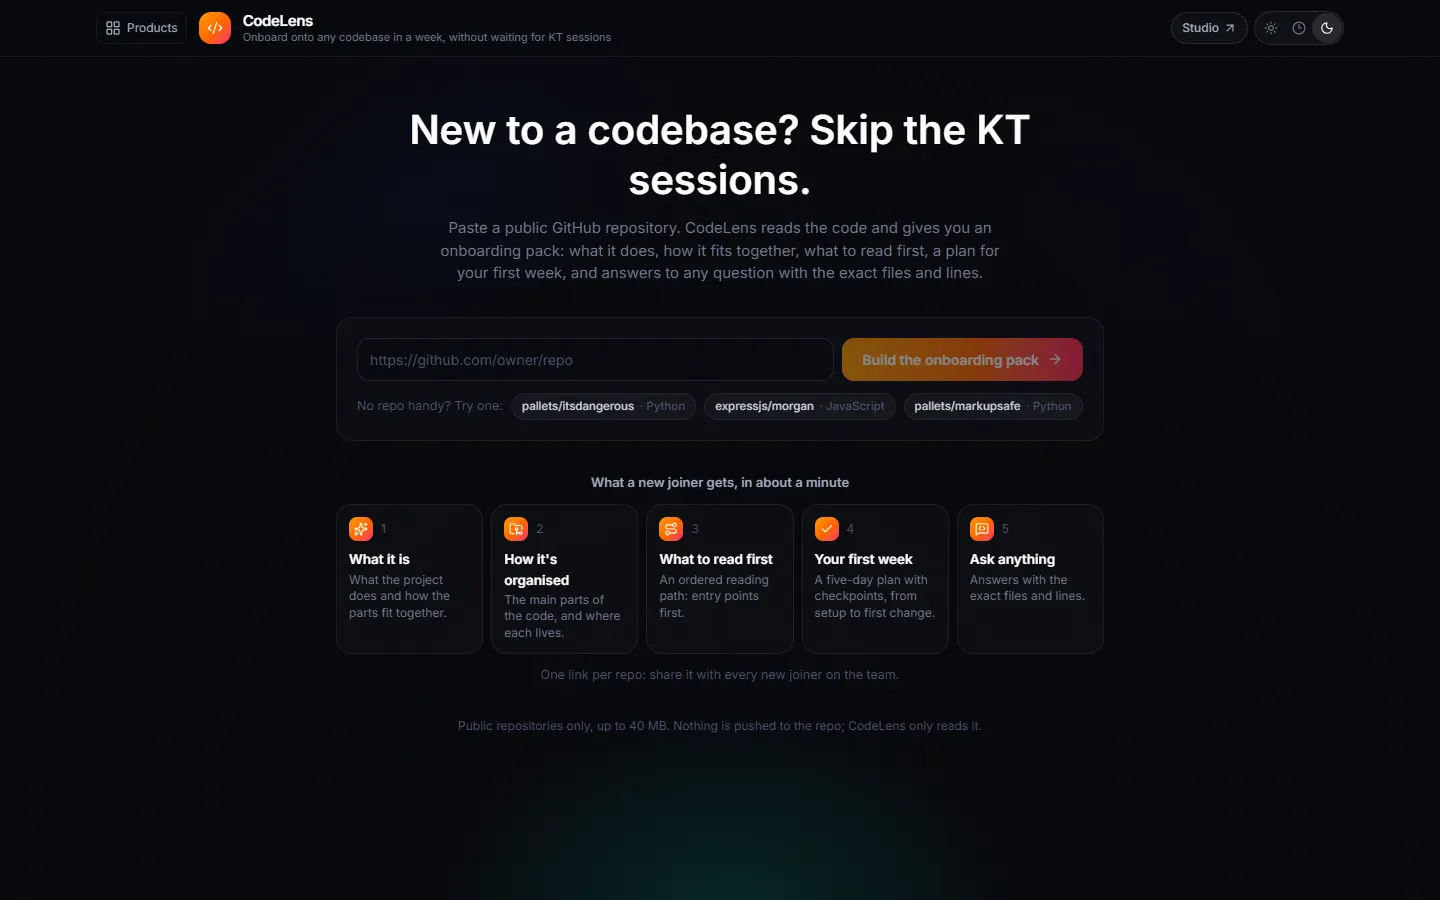 Products
CodeLens
Onboard onto any codebase in a week, without waiting for KT sessions
Studio
New to a codebase? Skip the KT
sessions.
Paste a public GitHub repository. CodeLens reads the code and gives you an
onboarding pack: what it does, how it fits together, what to read first, a plan for
your first week, and answers to any question with the exact files and lines.
https://github.com/owner/repo
Build the onboarding pack
No repo handy? Try one: pallets/itsdangerous · Python expressjs/morgan · JavaScript pallets/markupsafe · Python
What a new joiner gets, in about a minute
1
What it is
What the project
does and how the
parts fit together.
2
How it's
organised
The main parts of
the code, and where
each lives.
3
What to read first
An ordered reading
path: entry points
first.
4
Your first week
A five-day plan with
checkpoints, from
setup to first change.
5
Ask anything
Answers with the
exact files and lines.
One link per repo: share it with every new joiner on the team.
Public repositories only, up to 40 MB. Nothing is pushed to the repo; CodeLens only reads it.